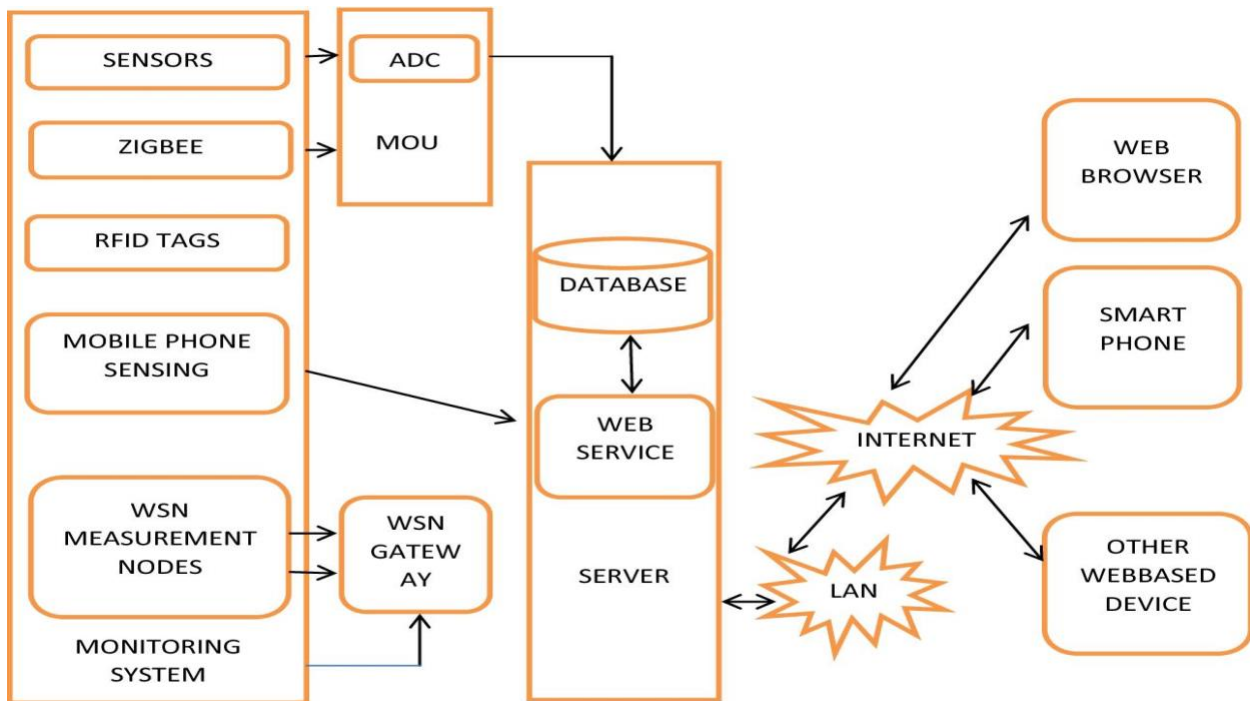 SENSORS
ZIGBEE
RFID TAGS
MOBILE PHONE
SENSING
WSN
MEASUREMENT
NODES
MONITORING
SYSTEM
ADC
MOU
WSN
GATEW
AY
DATABASE
WEB
SERVICE
SERVER
INTERNET
LAN
WEB
BROWSER
SMART
PHONE
OTHER
WEBBASED
DEVICE